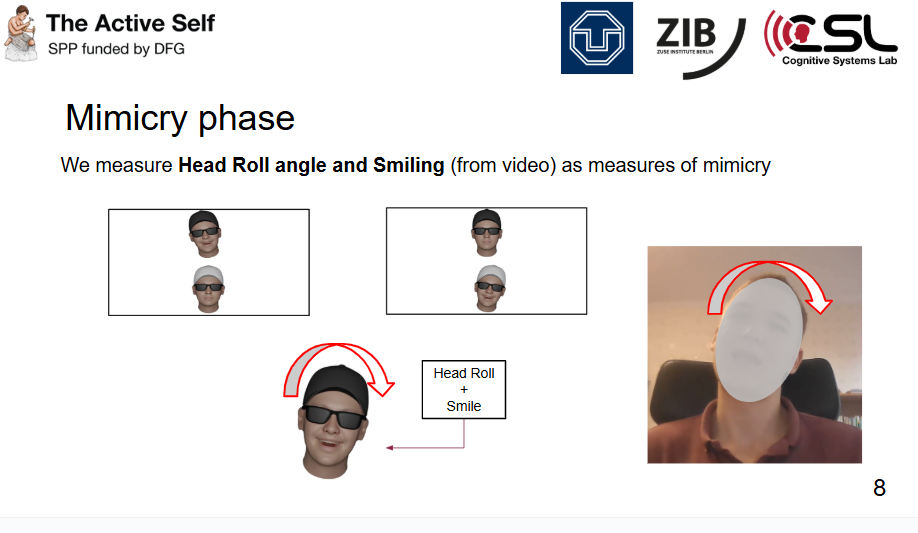 The Active Self
SPP funded by DFG
ZIB
ZUSE INSTITUTE BERLIN
CSL
Cognitive Systems Lab
Mimicry phase
We measure Head Roll angle and Smiling (from video) as measures of mimicry
Head Roll
+
Smile
8